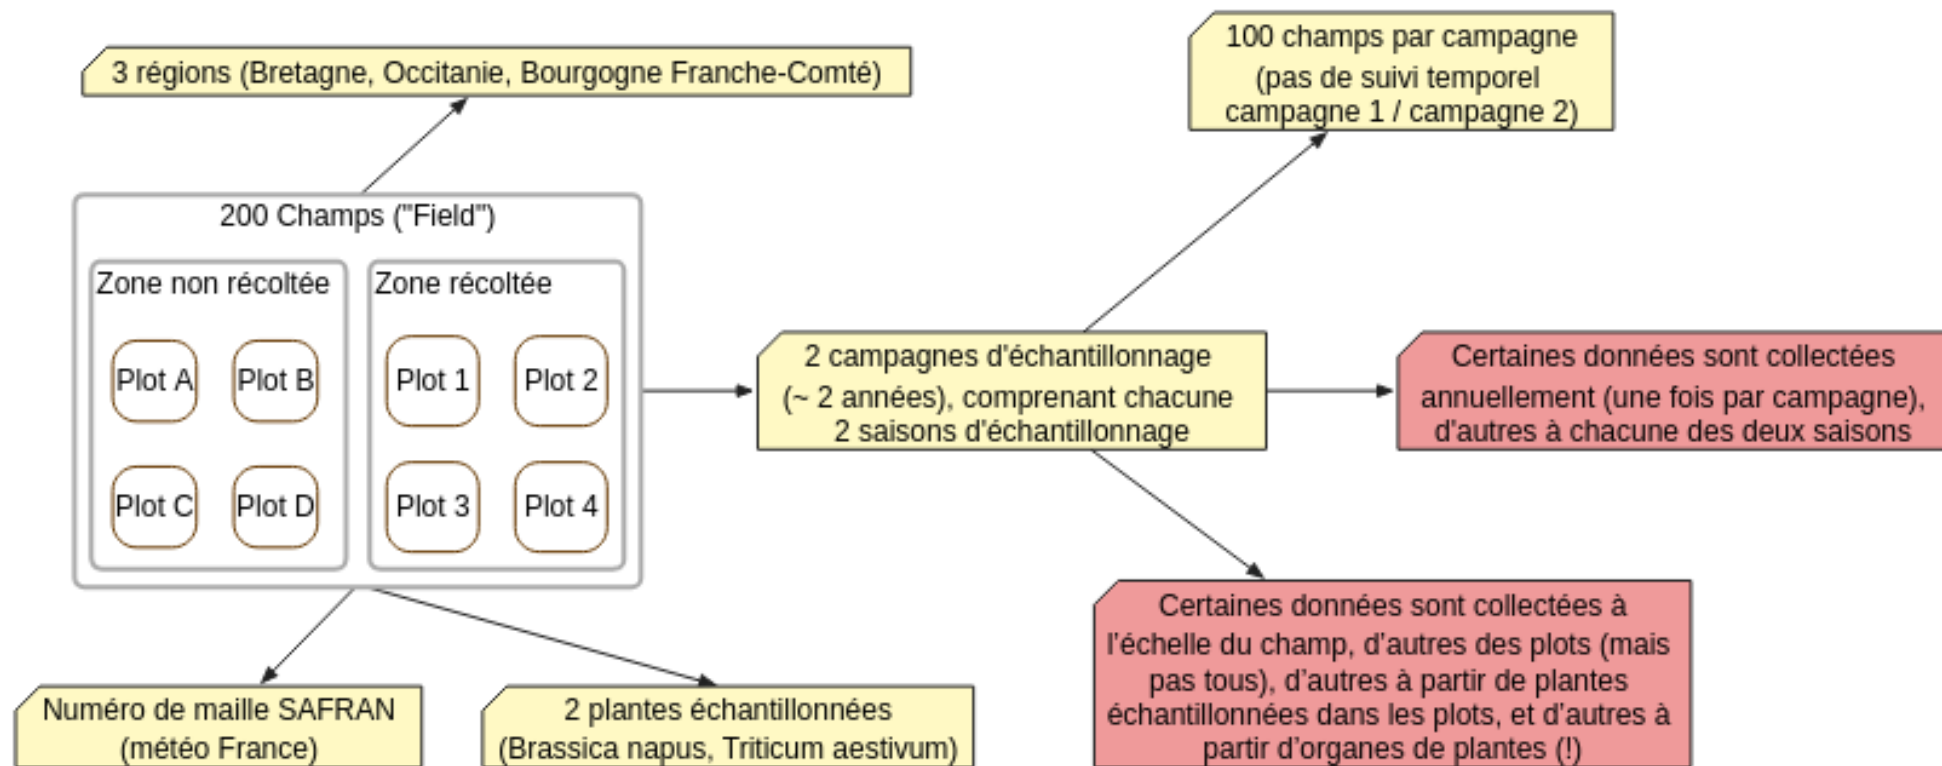 3 régions (Bretagne, Occitanie, Bourgogne Franche-Comté)
100 champs par campagne
(pas de suivi temporel
campagne 1 / campagne 2)
200 Champs ("Field")
Zone non récoltée
Plot A
Plot B
Plot C
Plot D
Zone récoltée
Plot 1
Plot 2
Plot 3
Plot 4
2 campagnes d'échantillonnage
(~ 2 années), comprenant chacune
2 saisons d'échantillonnage
Certaines données sont collectées
annuellement (une fois par campagne),
d'autres à chacune des deux saisons
Certaines données sont collectées à
l’échelle du champ, d’autres des plots (mais
pas tous), d’autres à partir de plantes
échantillonnées dans les plots, et d’autres à
partir d’organes de plantes (!)
Numéro de maille SAFRAN
(météo France)
2 plantes échantillonnées
(Brassica napus, Triticum aestivum)